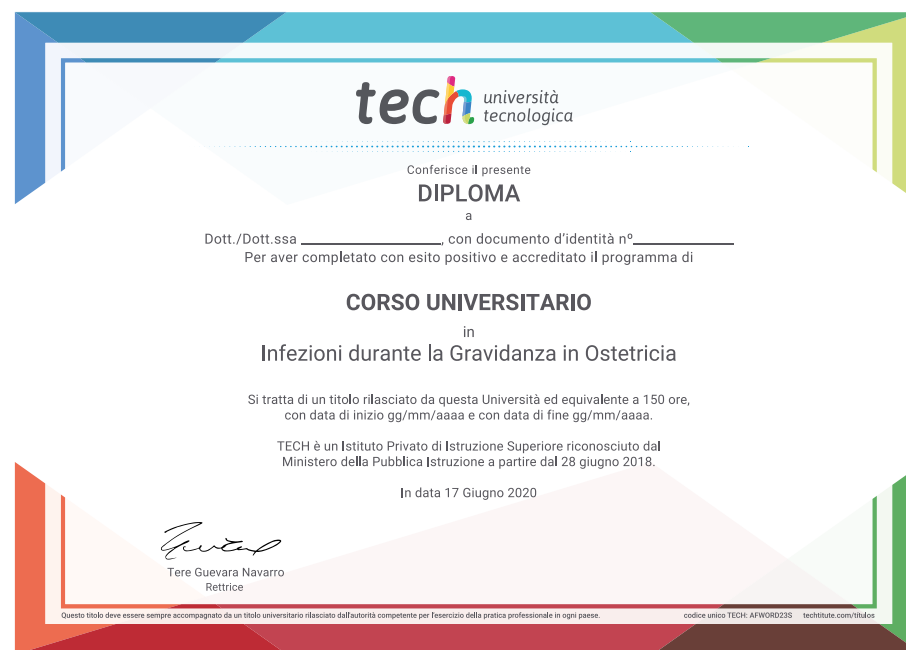 tech università
tecnologica
Conferisce il presente
DIPLOMA
a
Dott./Dott.ssa ____________________, con documento d'identità nº______________
Per aver completato con esito positivo e accreditato il programma di
CORSO UNIVERSITARIO
in
Infezioni durante la Gravidanza in Ostetricia
Si tratta di un titolo rilasciato da questa Università ed equivalente a 150 ore,
con data di inizio gg/mm/aaaa e con data di fine gg/mm/aaaa.
TECH è un Istituto Privato di Istruzione Superiore riconosciuto dal
Ministero della Pubblica Istruzione a partire dal 28 giugno 2018.
In data 17 Giugno 2020
Tere Guevara Navarro
Rettrice
Questo titolo deve essere sempre accompagnato da un titolo universitario rilasciato dall'autorità competente per l'esercizio della pratica professionale in ogni paese. codice unico TECH: AFWORD23S techtitute.com/titulos